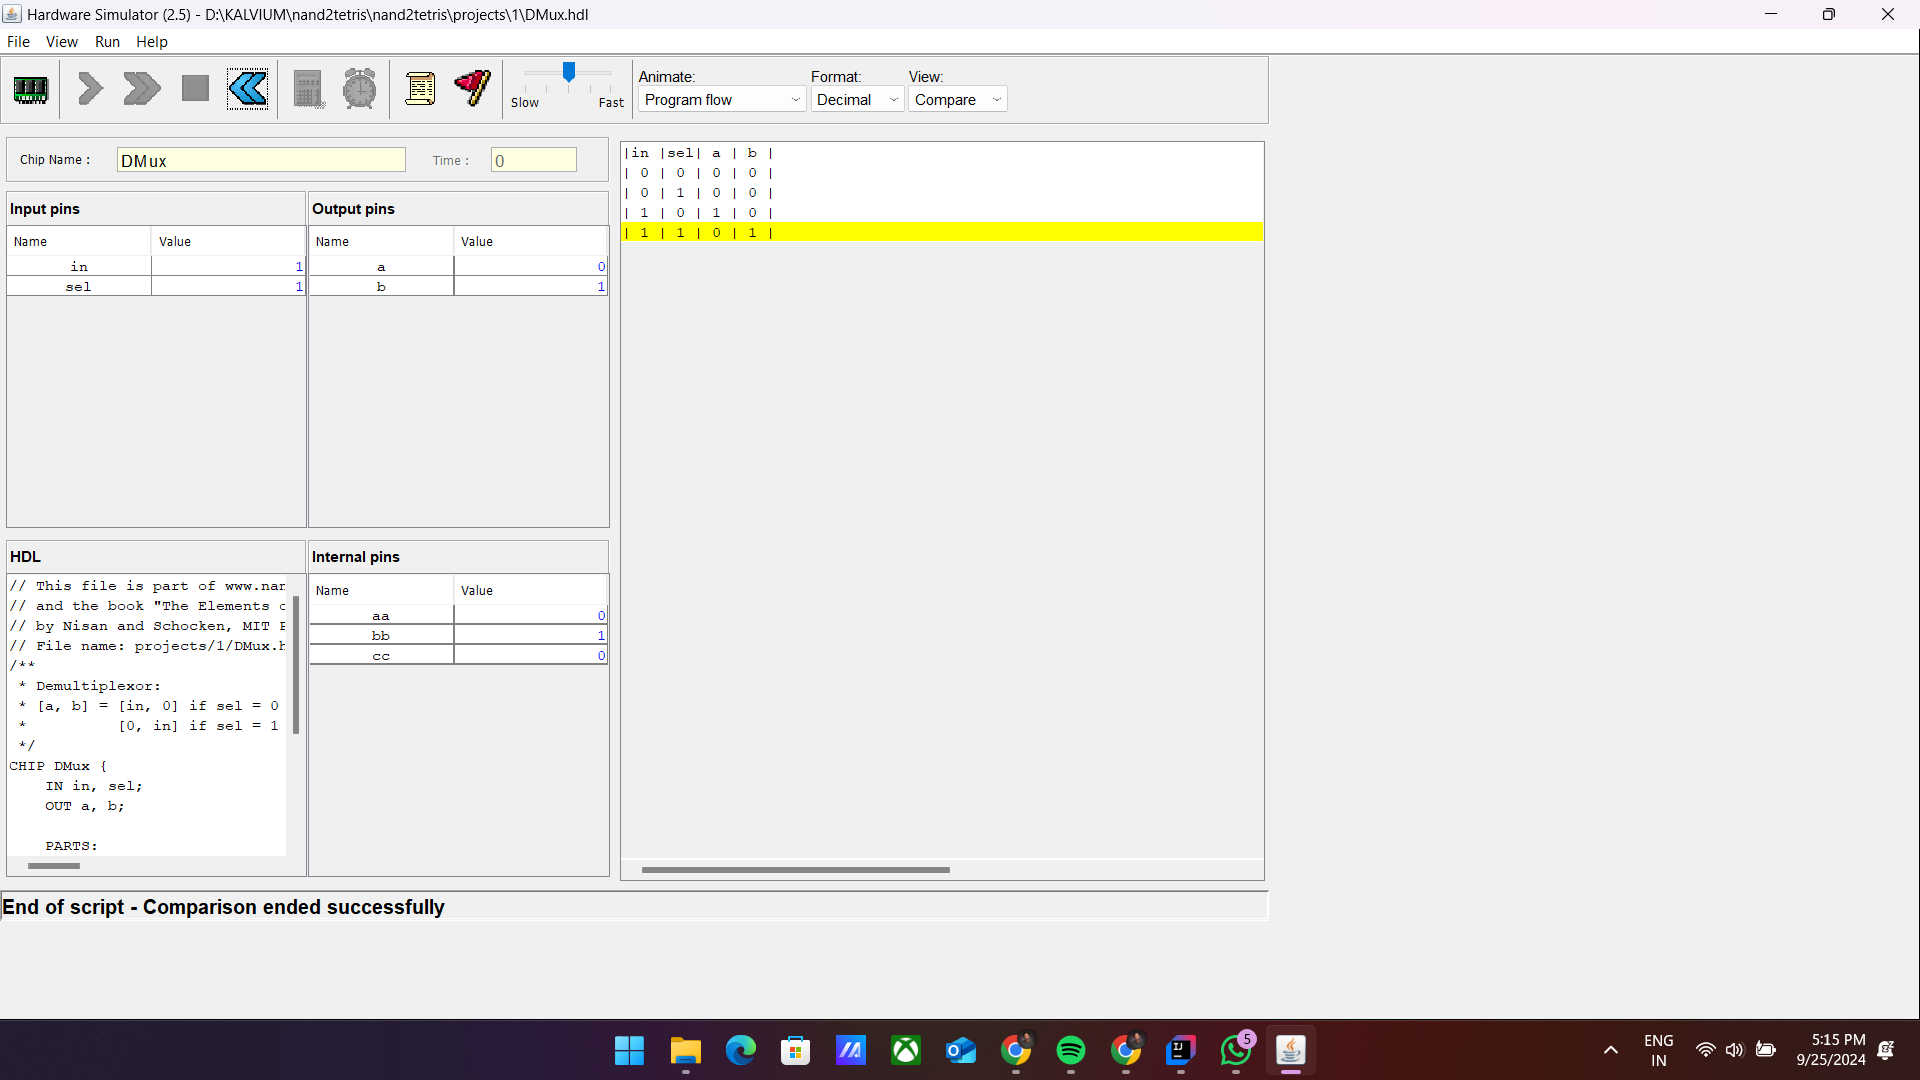 Hardware Simulator (2.5) - D:\KALVIUM\nand2tetris\nand2tetris\projects\1\DMux.hdl
File View Run Help
Slow Fast
Animate: Format: View:
Program flow Decimal Compare
Chip Name : DMux Time : 0
Input pins Output pins
Name Value Name Value
in 1 a 0
sel 1 b 1
|in |sel| a | b |
| 0 | 0 | 0 | 0 |
| 0 | 1 | 0 | 0 |
| 1 | 0 | 1 | 0 |
| 1 | 1 | 0 | 1 |
HDL
// This file is part of www.nan
// and the book "The Elements
// by Nisan and Schocken, MIT
// File name: projects/1/DMux.h
/**
* Demultiplexor:
* [a, b] = [in, 0] if sel = 0
* [0, in] if sel = 1
*/
CHIP DMux {
IN in, sel;
OUT a, b;
PARTS:
Internal pins
Name Value
aa 0
bb 1
cc 0
End of script - Comparison ended successfully
IJ
5
ENG
IN
5:15 PM
9/25/2024